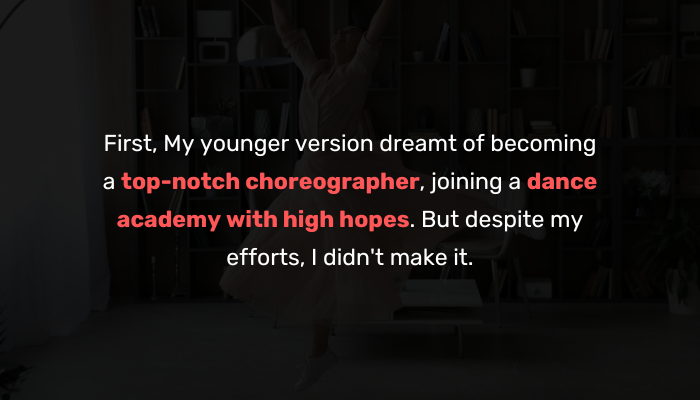 First, My younger version dreamt of becoming
a top-notch choreographer, joining a dance
academy with high hopes. But despite my
efforts, I didn't make it.